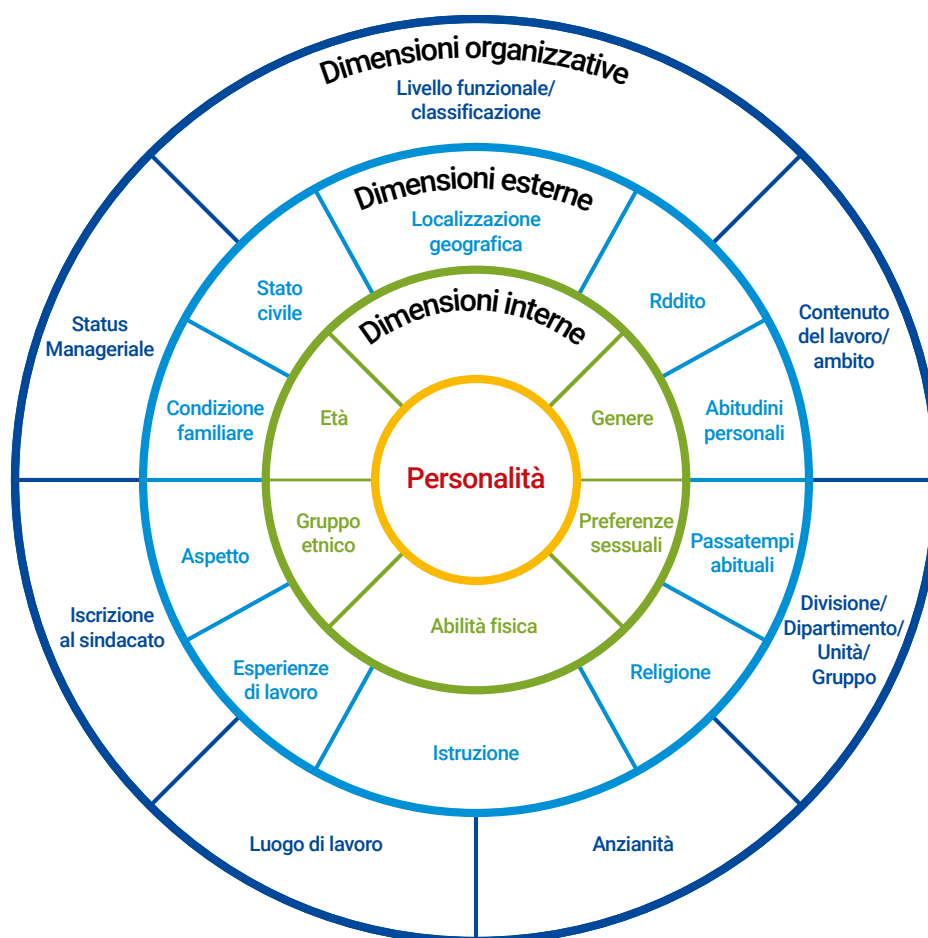 Dimensioni organizzative
Livello funzionale/
classificazione
Dimensioni esterne
Localizzazione
geografica
Dimensioni interne
Stato
civile
Rddito
Status
Manageriale
Contenuto
del lavoro/
ambito
Condizione
familiare
Età
Genere
Abitudini
personali
Personalità
Gruppo
etnico
Preferenze
sessuali
Aspetto
Passatempi
abituali
Iscrizione
al sindacato
Abilità fisica
Divisione/
Dipartimento/
Unità/
Gruppo
Esperienze
di lavoro
Religione
Istruzione
Luogo di lavoro
Anzianità